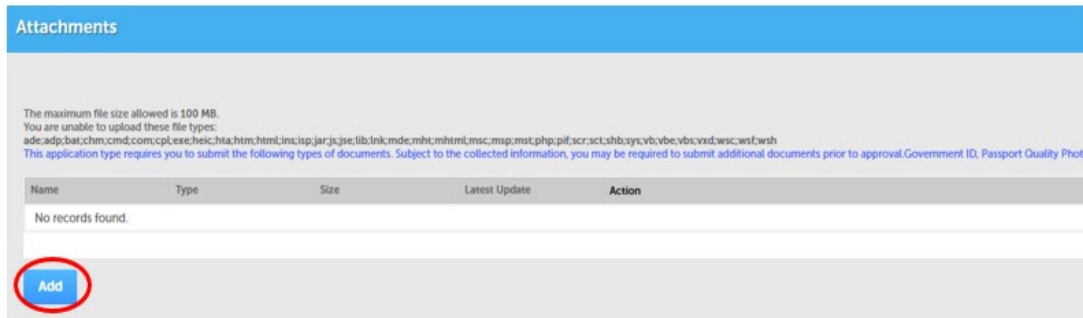 Attachments
The maximum file size allowed is 100 MB.
You are unable to upload these file types:
ade;adp;bat;chm;cmd;com;cpl;exe;heic;hta;htm;html;ins;isp;jar;js;jse;lib;lnk;mde;mht;mhtml;msc;msp;mst;php;pif;scr;sct;shb;sys;vb;vbe;vbs;vxd;wsc;wsf;wsh
This application type requires you to submit the following types of documents. Subject to the collected information, you may be required to submit additional documents prior to approval.Government ID, Passport Quality Phot
Name Type Size Latest Update Action
No records found.
Add